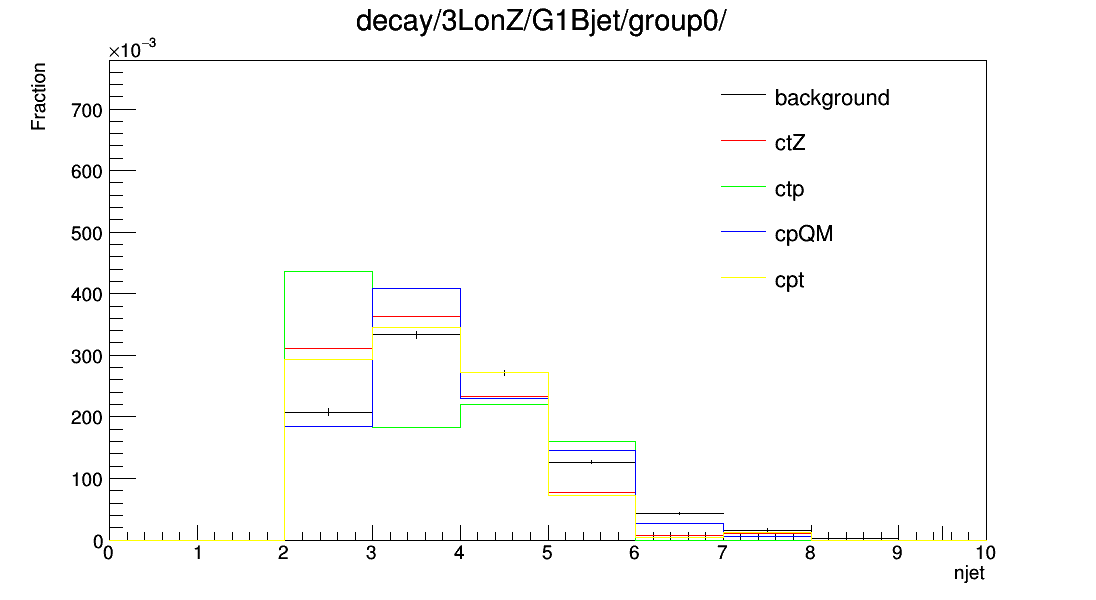 decay/3LonZ/G1Bjet/group0/
×10⁻³
Fraction
700
600
500
400
300
200
100
0
background
ctZ
ctp
cpQM
cpt
0 1 2 3 4 5 6 7 8 9 10
njet